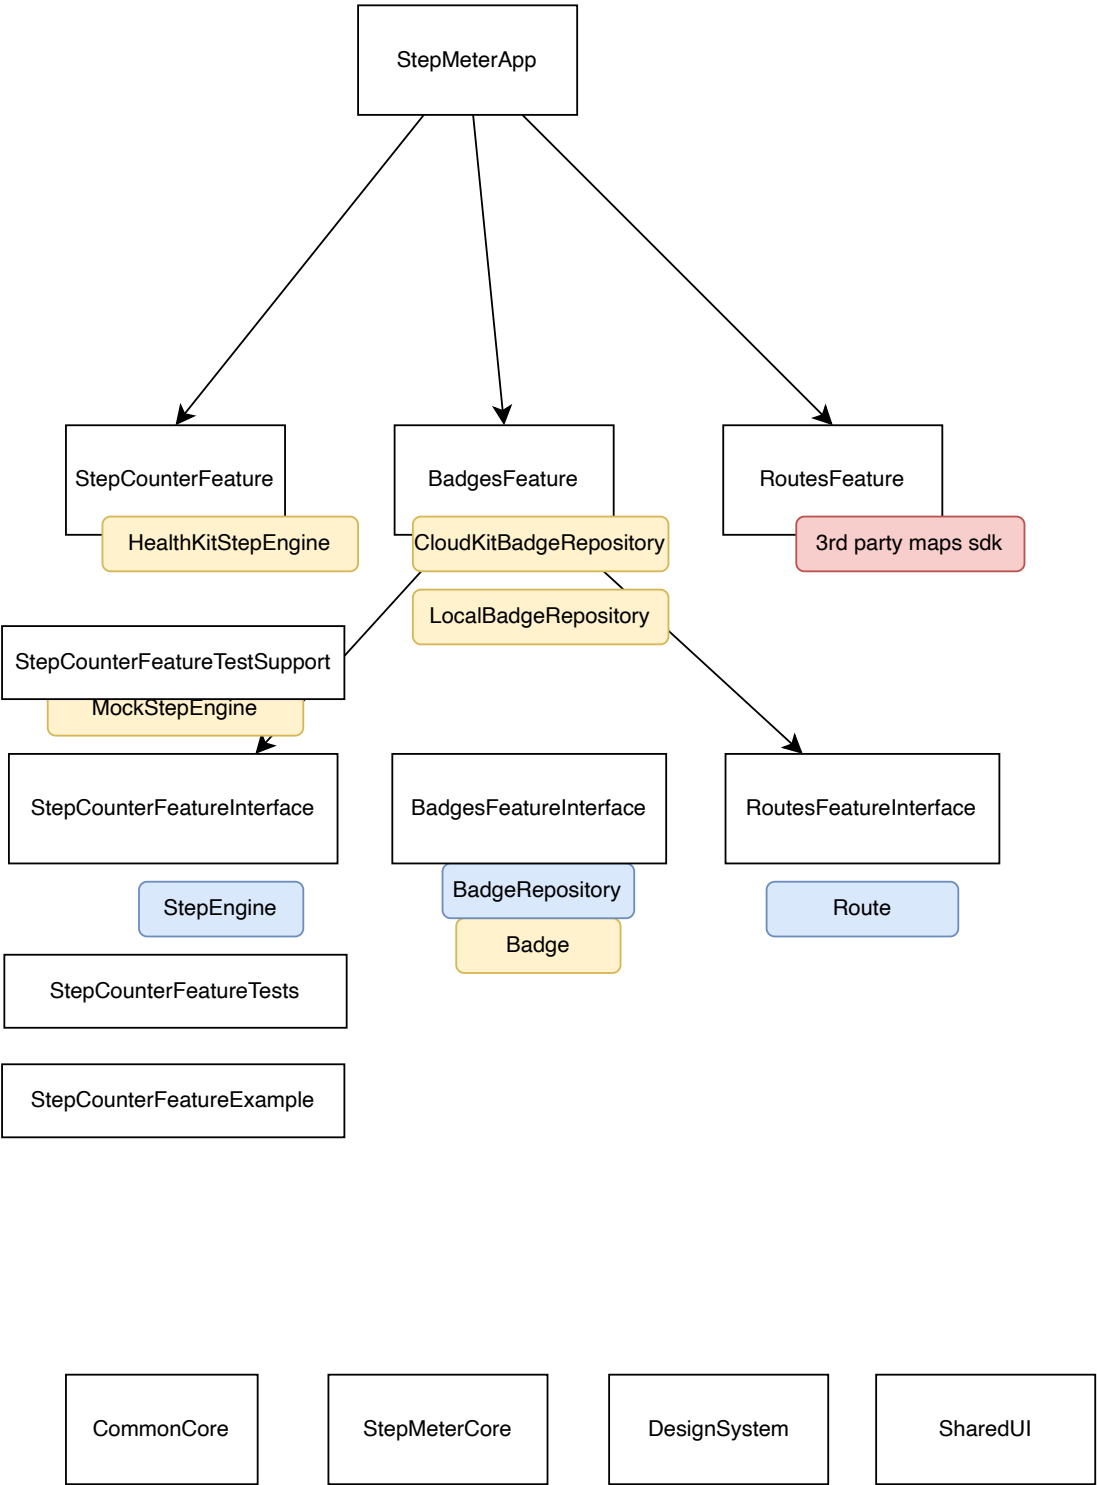 StepMeterApp
StepCounterFeature
BadgesFeature
RoutesFeature
HealthKitStepEngine
CloudKitBadgeRepository
3rd party maps sdk
LocalBadgeRepository
StepCounterFeatureTestSupport
MockStepEngine
StepCounterFeatureInterface
BadgesFeatureInterface
RoutesFeatureInterface
BadgeRepository
StepEngine
Route
Badge
StepCounterFeatureTests
StepCounterFeatureExample
CommonCore
StepMeterCore
DesignSystem
SharedUI